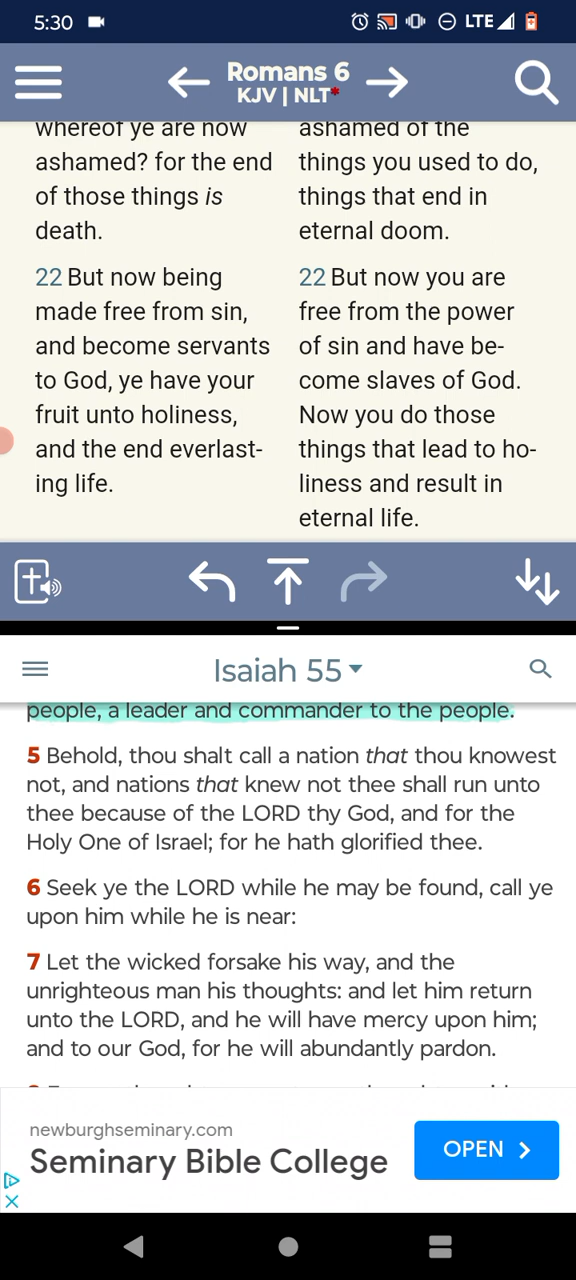 5:30
LTE
Romans 6
KJV | NLT*
whereof ye are now
ashamed? for the end
of those things is
death.
22 But now being
made free from sin,
and become servants
to God, ye have your
fruit unto holiness,
and the end everlast-
ing life.
ashamed of the
things you used to do,
things that end in
eternal doom.
22 But now you are
free from the power
of sin and have be-
come slaves of God.
Now you do those
things that lead to ho-
liness and result in
eternal life.
Isaiah 55
people, a leader and commander to the people.
5 Behold, thou shalt call a nation that thou knowest
not, and nations that knew not thee shall run unto
thee because of the LORD thy God, and for the
Holy One of Israel; for he hath glorified thee.
6 Seek ye the LORD while he may be found, call ye
upon him while he is near:
7 Let the wicked forsake his way, and the
unrighteous man his thoughts: and let him return
unto the LORD, and he will have mercy upon him;
and to our God, for he will abundantly pardon.
newburghseminary.com
Seminary Bible College
OPEN